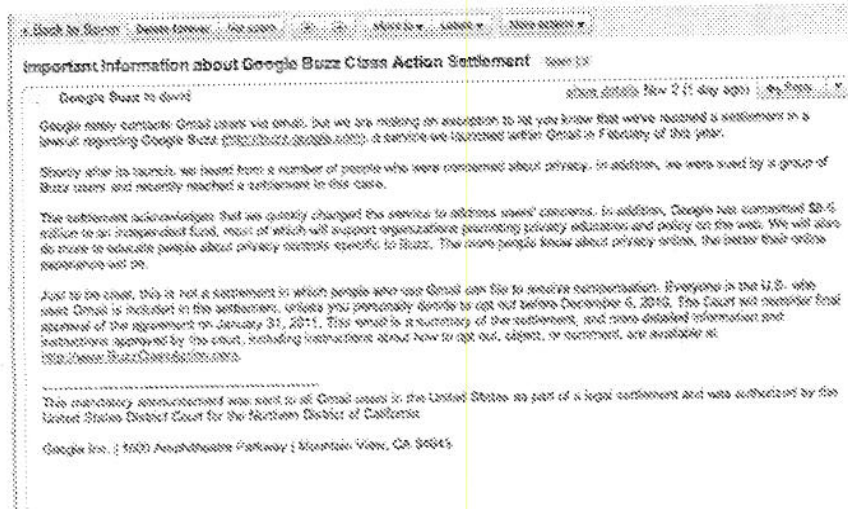 « Back to Spam Delete forever Not spam Move to ▾ Labels ▾ More actions ▾
Important Information about Google Buzz Class Action Settlement
Google Buzz to david show details Nov 2 (1 day ago) Reply
Google rarely contacts Gmail users via email, but we are making an exception to let you know that we've reached a settlement in a
lawsuit regarding Google Buzz (http://buzz.google.com), a service we launched within Gmail in February of this year.
Shortly after its launch, we heard from a number of people who were concerned about privacy. In addition, we were sued by a group of
Buzz users and recently reached a settlement in this case.
The settlement acknowledges that we quickly changed the service to address users' concerns. In addition, Google has committed $8.5
million to an independent fund, most of which will support organizations promoting privacy education and policy on the web. We will also
do more to educate people about privacy controls specific to Buzz. The more people know about privacy online, the better their online
experience will be.
Just to be clear, this is not a settlement in which people who use Gmail can file to receive compensation. Everyone in the U.S. who
uses Gmail is included in the settlement, unless you personally decide to opt out before December 6, 2010. The Court will consider final
approval of the agreement on January 31, 2011. This email is a summary of the settlement, and more detailed information and
instructions approved by the court, including instructions about how to opt out, object, or comment, are available at
http://www.BuzzClassAction.com.
This mandatory announcement was sent to all Gmail users in the United States as part of a legal settlement and was authorized by the
United States District Court for the Northern District of California.
Google Inc. | 1600 Amphitheatre Parkway | Mountain View, CA 94043